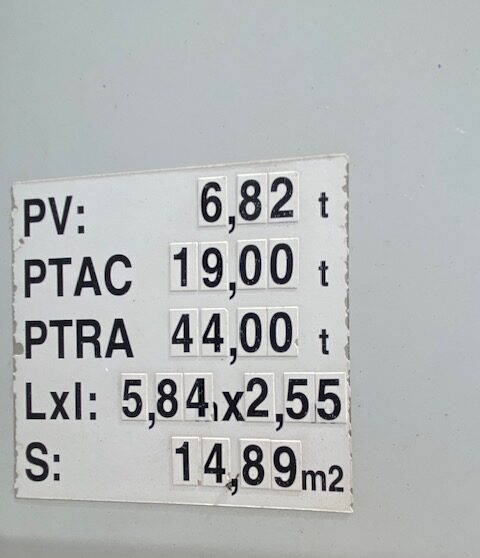 PV: 6,82 t
PTAC 19,00 t
PTRA 44,00 t
Lxl: 5,84 x2,55
S: 14,89 m2